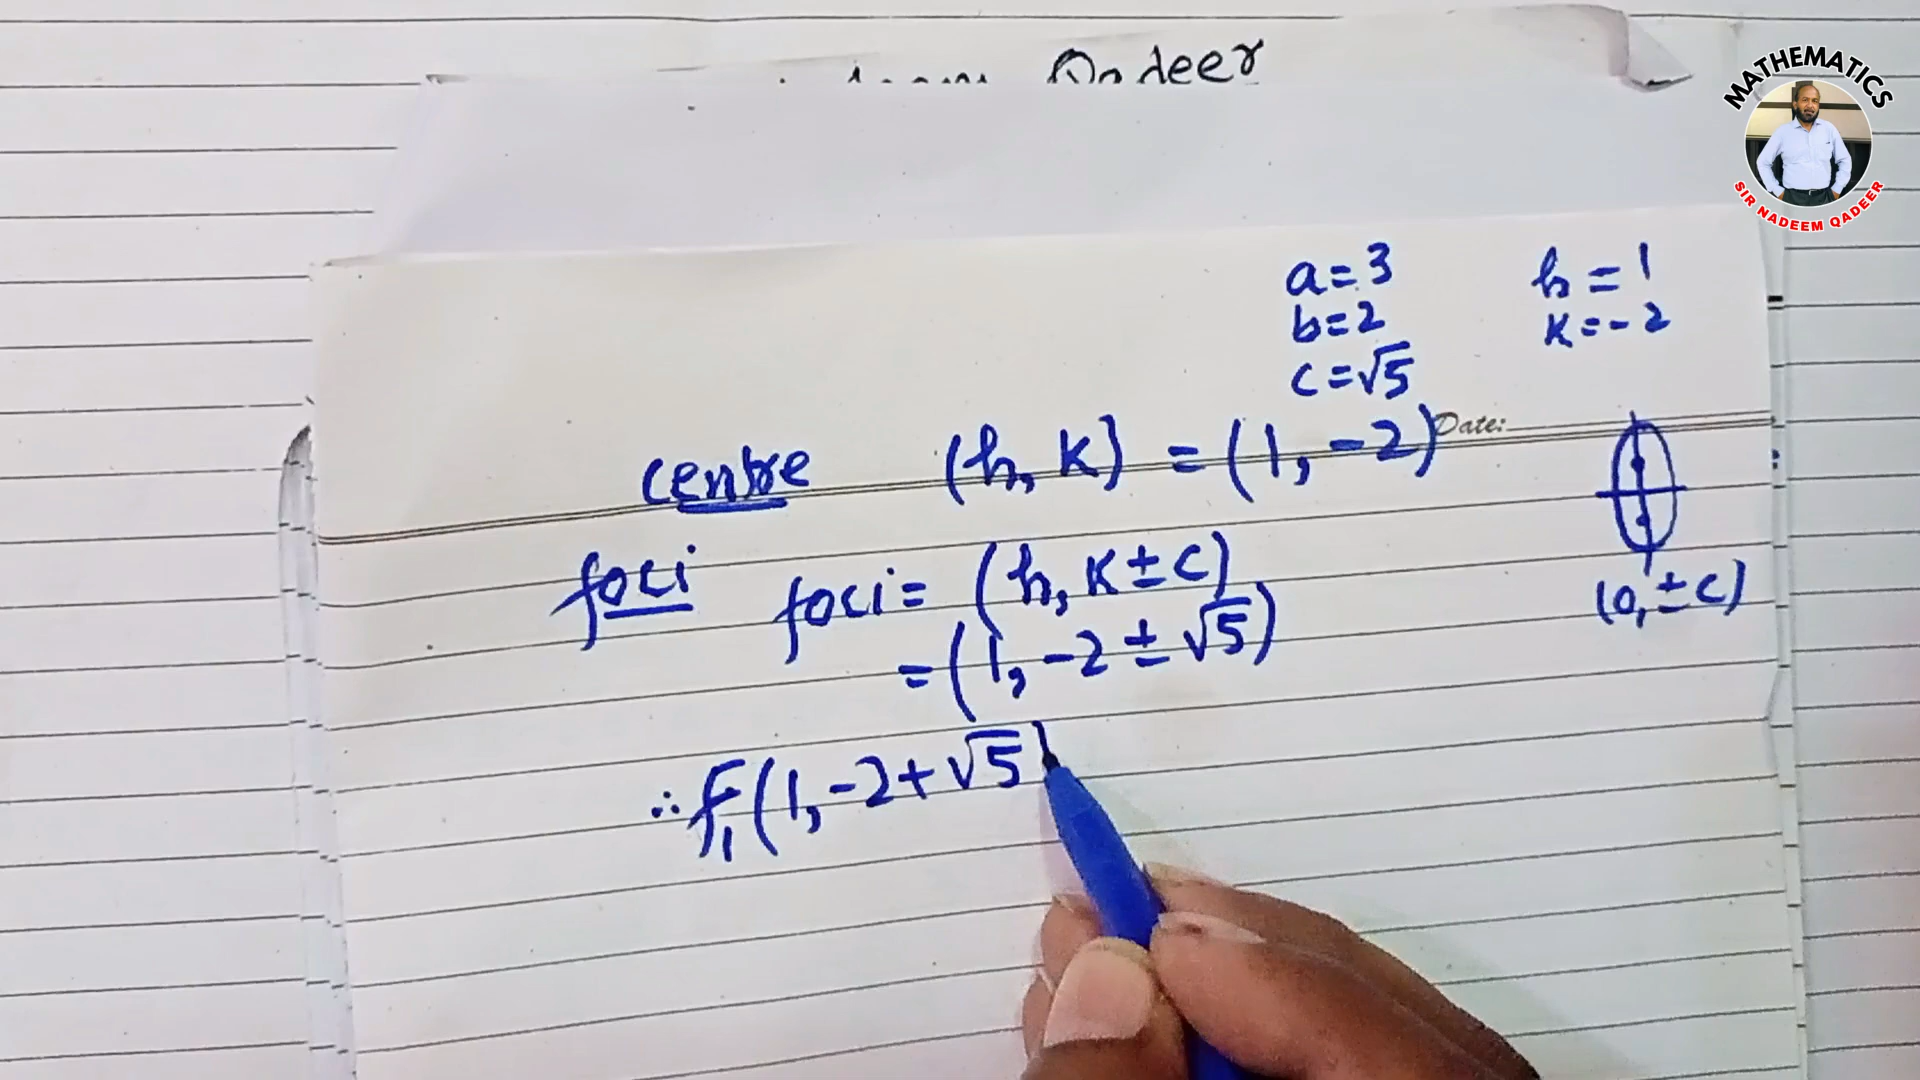 Qadeer
MATHEMATICS
SIR NADEEM QADEER
a = 3
b = 2
c = √5
h = 1
k = - 2
Date:
centre (h, k) = (1, -2)
foci foci = (h, k ± c)
= (1, -2 ± √5)
(0, ± c)
∴ F₁ (1, -2 + √5)